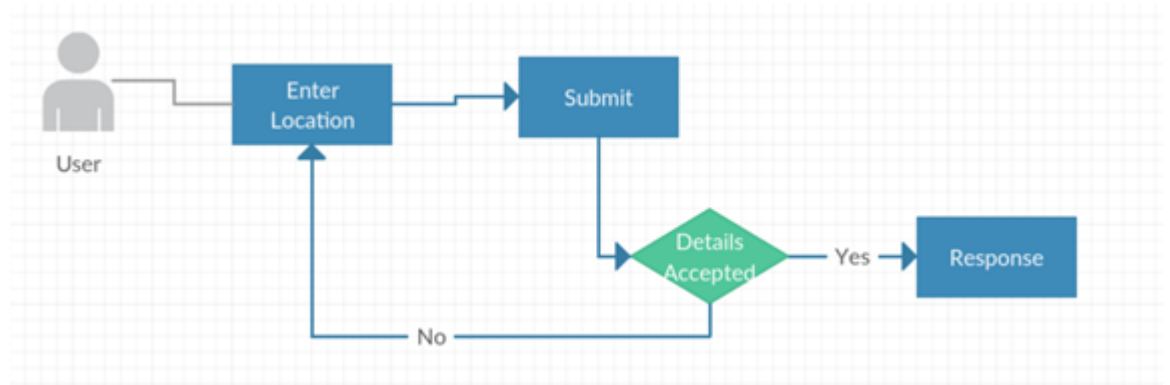 User
Enter
Location
Submit
Details
Accepted
Yes
Response
No